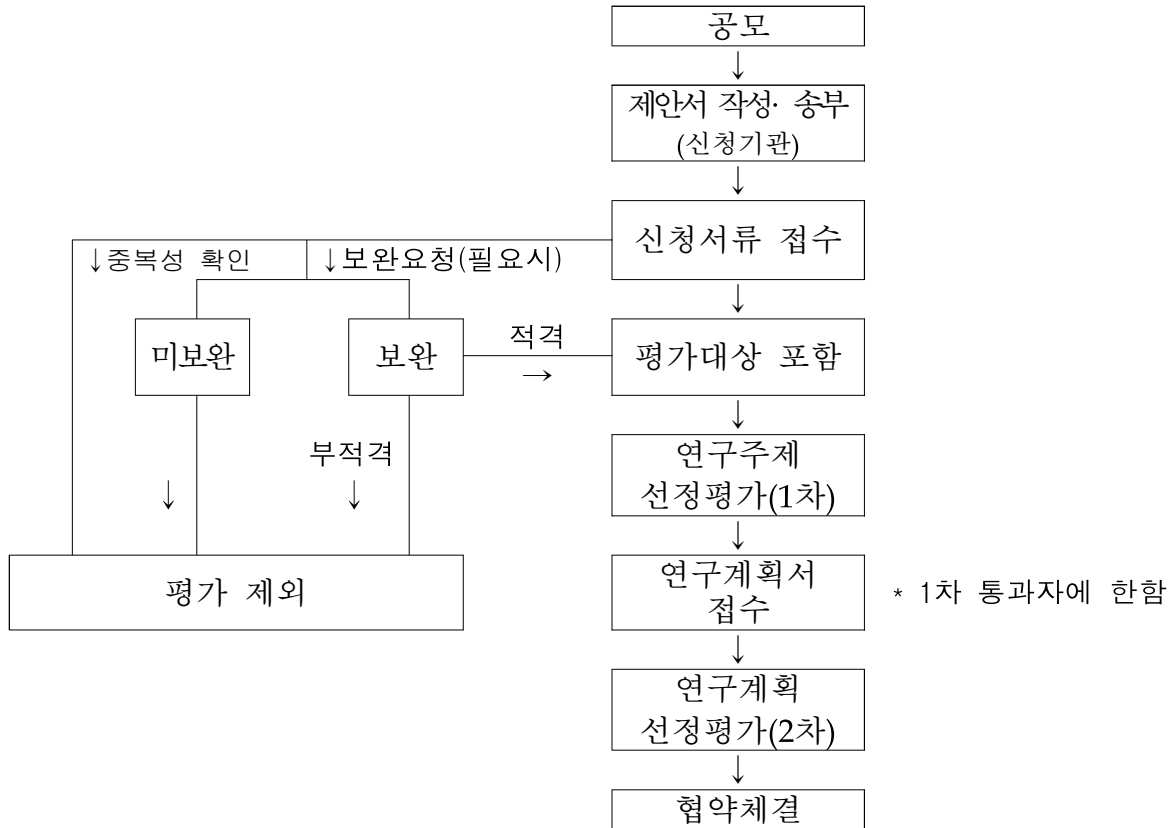 공모
↓
제안서 작성· 송부
(신청기관)
↓
신청서류 접수
↓중복성 확인
↓보완요청(필요시)
↓
미보완
보완
적격
→
평가대상 포함
↓
부적격
↓
↓
연구주제
선정평가(1차)
↓
평가 제외
연구계획서
접수
* 1차 통과자에 한함
↓
연구계획
선정평가(2차)
↓
협약체결